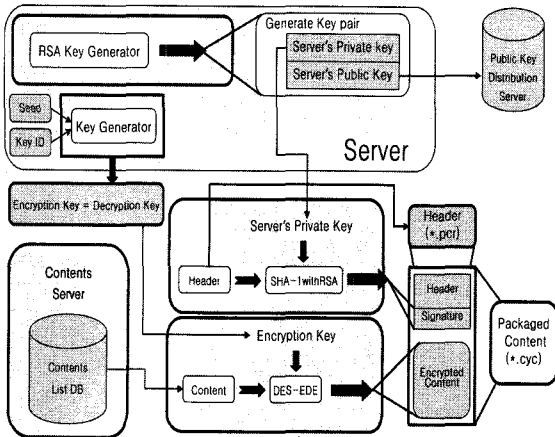 Generate Key pair
RSA Key Generator
Server's Private key
Server's Public Key
Public Key
Distribution
Server
Seed
Key ID
Key Generator
Server
Encryption Key = Decryption Key
Server's Private Key
Header
(*.pcr)
Header
SHA-1withRSA
Header
Signature
Contents
Server
Packaged
Content
(*.cyc)
Encryption Key
Contents
List DB
Content
DES-EDE
Encrypted
Content